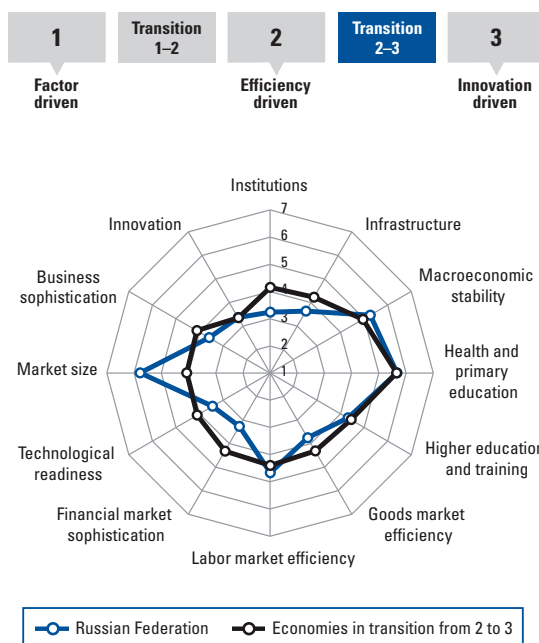 1
Transition
1–2
2
Transition
2–3
3
Factor
driven
Efficiency
driven
Innovation
driven
Institutions
7
6
5
4
3
2
1
Infrastructure
Macroeconomic
stability
Health and
primary
education
Higher education
and training
Goods market
efficiency
Labor market efficiency
Financial market
sophistication
Technological
readiness
Market size
Business
sophistication
Innovation
Russian Federation
Economies in transition from 2 to 3